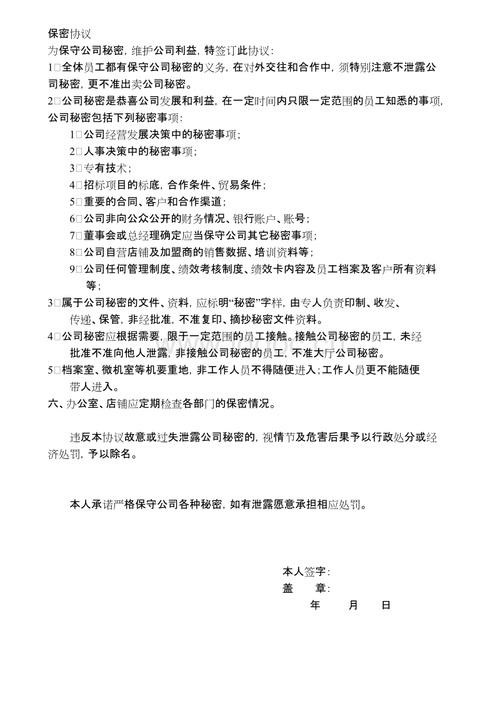 保密协议
为保守公司秘密，维护公司利益，特签订此协议：
1□全体员工都有保守公司秘密的义务，在对外交往和合作中，须特别注意不泄露公
司秘密，更不准出卖公司秘密。
2□公司秘密是恭喜公司发展和利益，在一定时间内只限一定范围的员工知悉的事项，
公司秘密包括下列秘密事项：
1□公司经营发展决策中的秘密事项；
2□人事决策中的秘密事项；
3□专有技术；
4□招标项目的标底，合作条件、贸易条件；
5□重要的合同、客户和合作渠道；
6□公司非向公众公开的财务情况、银行账户、账号；
7□董事会或总经理确定应当保守公司其它秘密事项；
8□公司自营店铺及加盟商的销售数据、培训资料等；
9□公司任何管理制度、绩效考核制度、绩效卡内容及员工档案及客户所有资料
等；
3□属于公司秘密的文件、资料，应标明“秘密”字样，由专人负责印制、收发、
传递、保管，非经批准，不准复印、摘抄秘密文件资料。
4□公司秘密应根据需要，限于一定范围的员工接触。接触公司秘密的员工，未经
批准不准向他人泄露，非接触公司秘密的员工，不准大厅公司秘密。
5□档案室、微机室等机要重地，非工作人员不得随便进入；工作人员更不能随便
带人进入。
六、办公室、店铺应定期检查各部门的保密情况。
违反本协议故意或过失泄露公司秘密的，视情节及危害后果予以行政处分或经
济处罚，予以除名。
本人承诺严格保守公司各种秘密，如有泄露愿意承担相应处罚。
本人签字：
盖　　章：
年　　月　　日